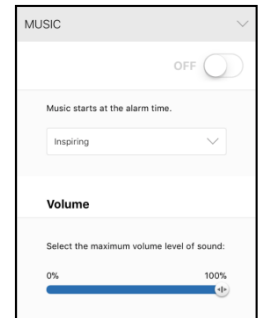 MUSIC
OFF
Music starts at the alarm time.
Inspiring
Volume
Select the maximum volume level of sound:
0% 100%